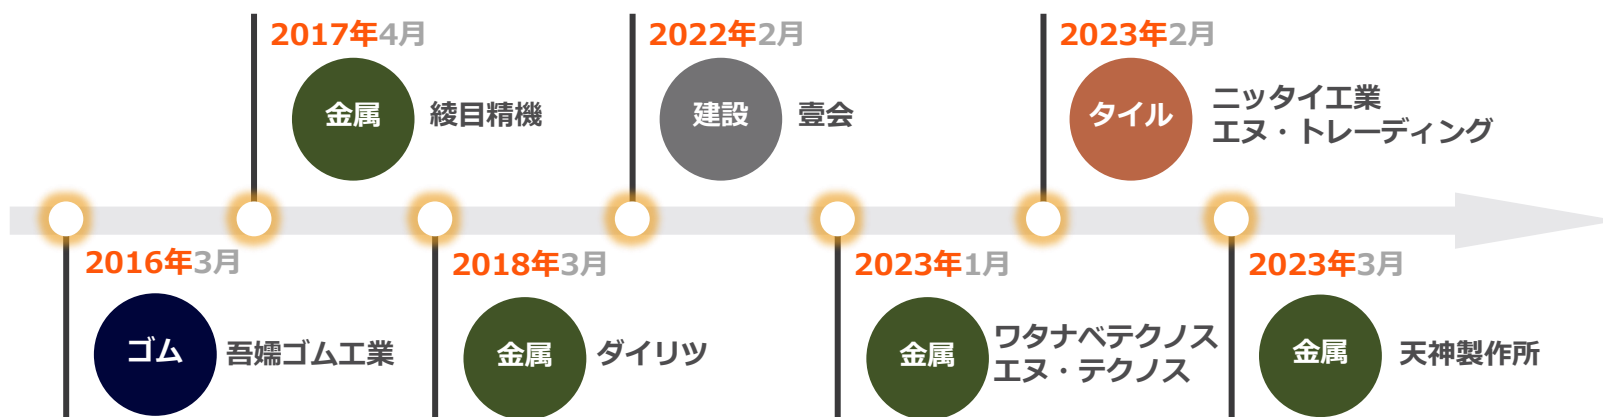 2017年4月
金属
綾目精機
2022年2月
建設
壹会
2023年2月
タイル
ニッタイ工業
エヌ・トレーディング
2016年3月
ゴム
吾嬬ゴム工業
2018年3月
金属
ダイリツ
2023年1月
金属
ワタナベテクノス
エヌ・テクノス
2023年3月
金属
天神製作所